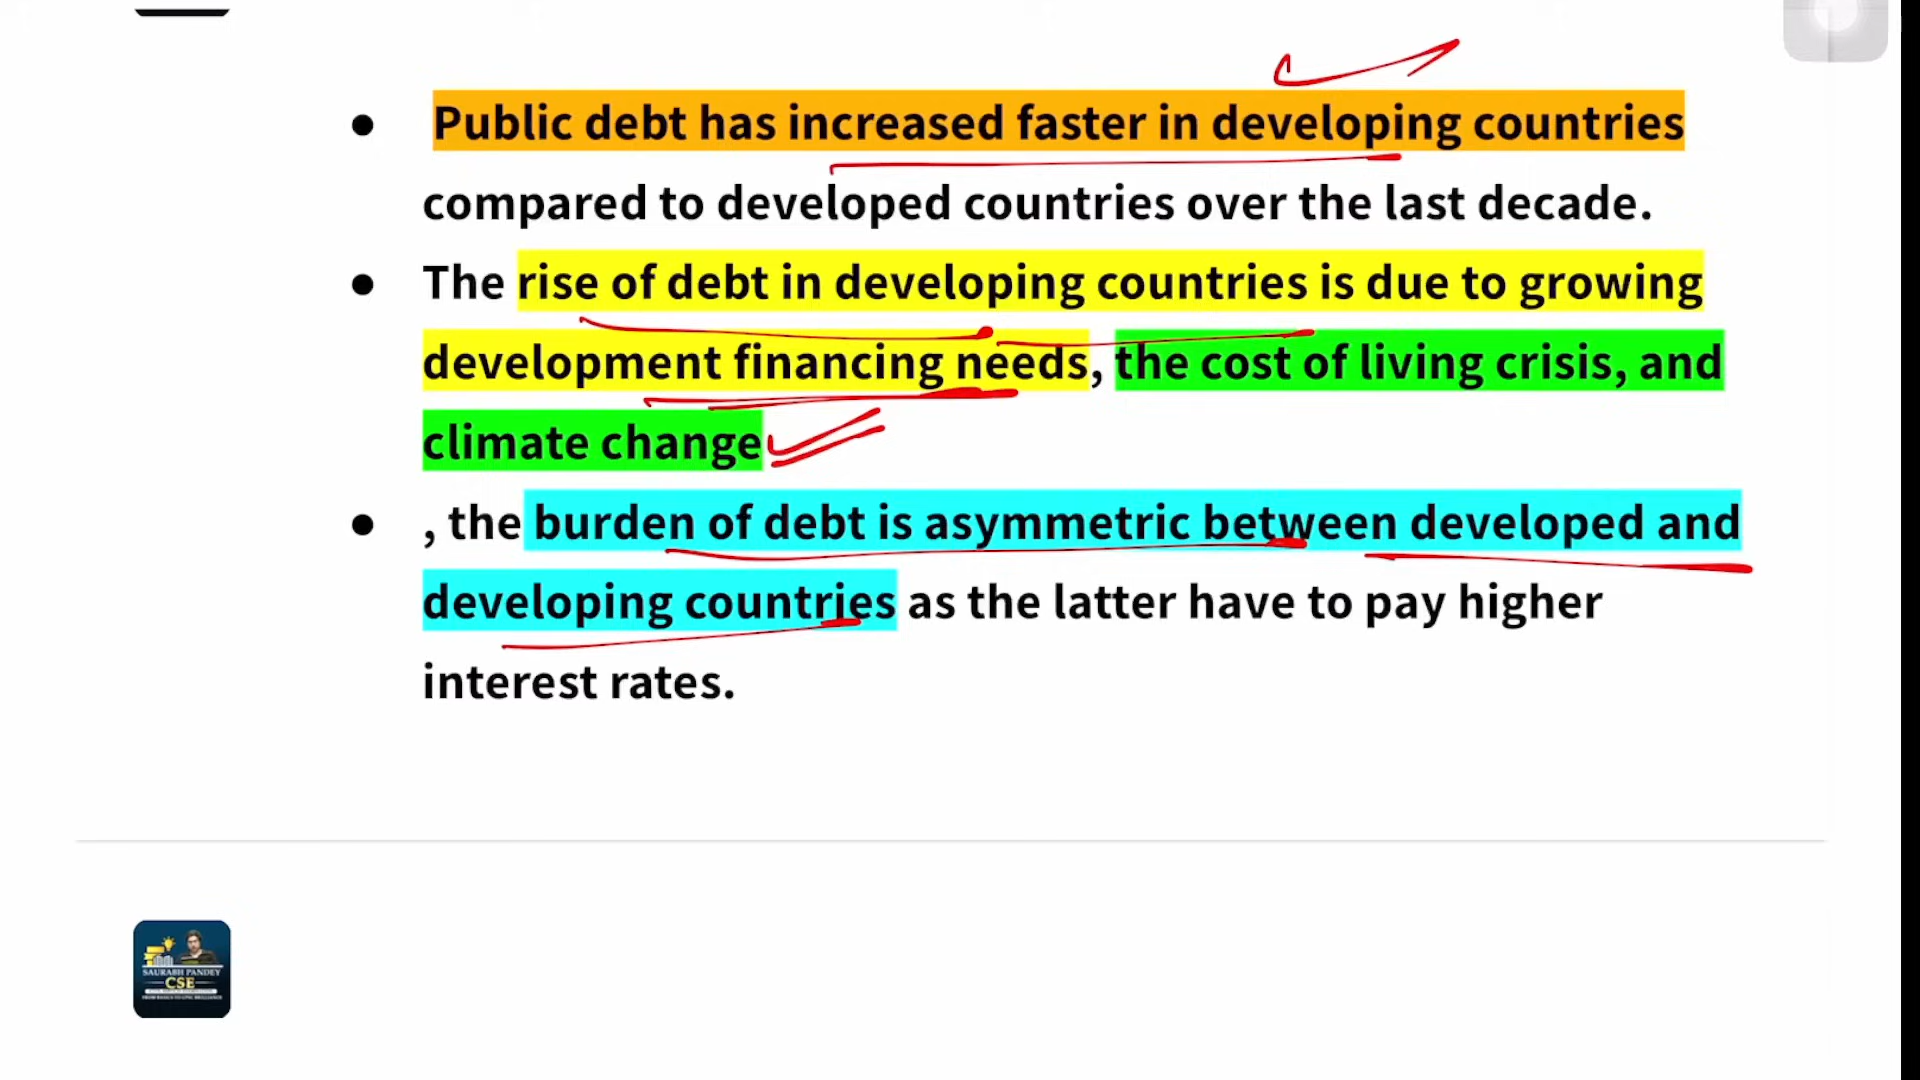 ● Public debt has increased faster in developing countries
compared to developed countries over the last decade.
● The rise of debt in developing countries is due to growing
development financing needs, the cost of living crisis, and
climate change
● , the burden of debt is asymmetric between developed and
developing countries as the latter have to pay higher
interest rates.
SAURABH PANDEY
CSE